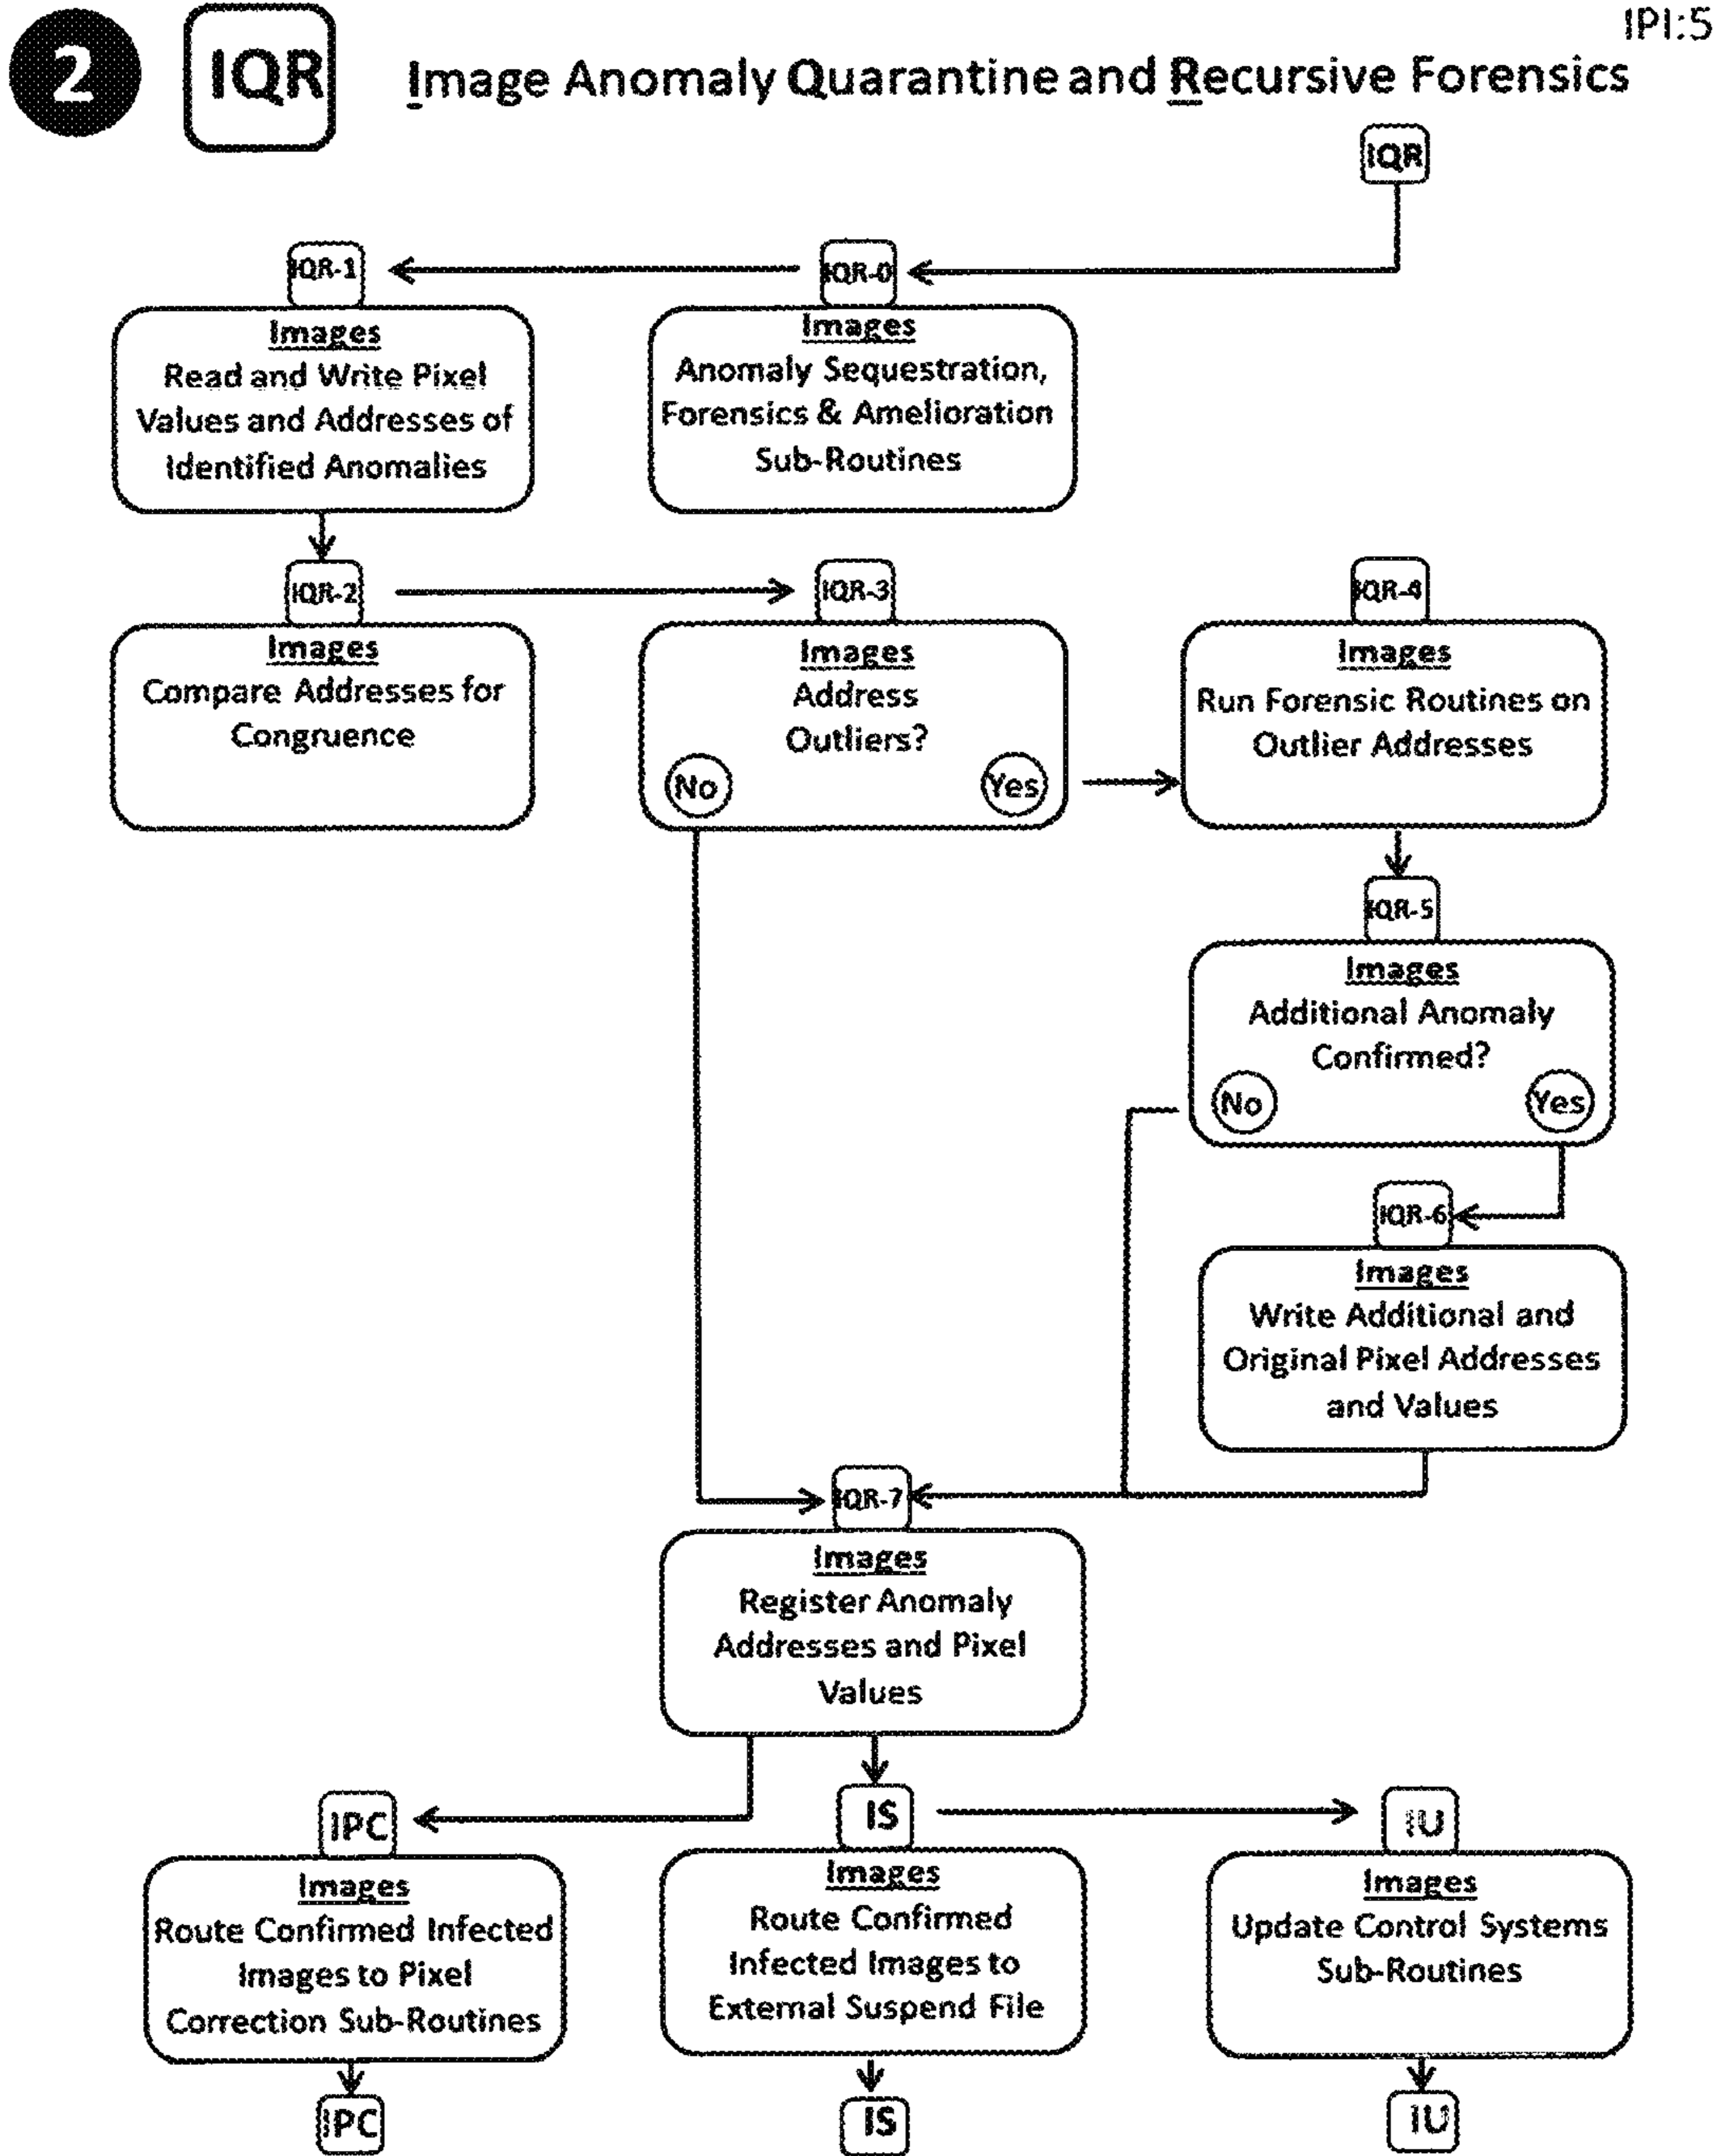 IPI:5
2
IQR
Image Anomaly Quarantine and Recursive Forensics
IQR
IQR-1
IQR-0
Images
Read and Write Pixel
Values and Addresses of
Identified Anomalies
Images
Anomaly Sequestration,
Forensics & Amelioration
Sub-Routines
IQR-2
IQR-3
IQR-4
Images
Compare Addresses for
Congruence
Images
Address
Outliers?
No
Yes
Images
Run Forensic Routines on
Outlier Addresses
IQR-5
Images
Additional Anomaly
Confirmed?
No
Yes
IQR-6
Images
Write Additional and
Original Pixel Addresses
and Values
IQR-7
Images
Register Anomaly
Addresses and Pixel
Values
IPC
IS
IU
Images
Route Confirmed Infected
Images to Pixel
Correction Sub-Routines
Images
Route Confirmed
Infected Images to
External Suspend File
Images
Update Control Systems
Sub-Routines
IPC
IS
IU